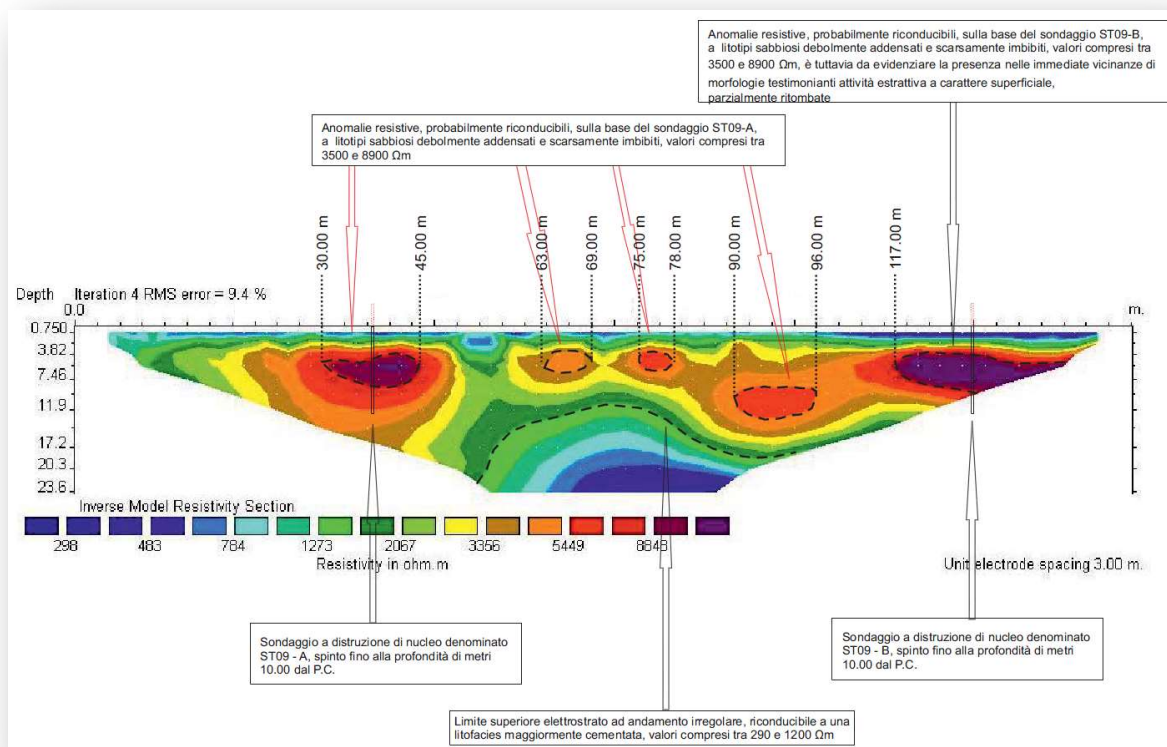 Anomalie resistive, probabilmente riconducibili, sulla base del sondaggio ST09-B,
a litotipi sabbiosi debolmente addensati e scarsamente imbibiti, valori compresi tra
3500 e 8900 Ωm, è tuttavia da evidenziare la presenza nelle immediate vicinanze di
morfologie testimonianti attività estrattiva a carattere superficiale,
parzialmente ritombate
Anomalie resistive, probabilmente riconducibili, sulla base del sondaggio ST09-A,
a litotipi sabbiosi debolmente addensati e scarsamente imbibiti, valori compresi tra
3500 e 8900 Ωm
30.00 m
45.00 m
63.00 m
69.00 m
75.00 m
78.00 m
90.00 m
96.00 m
117.00 m
Depth Iteration 4 RMS error = 9.4 %
0.0
m.
0.750
3.82
7.46
11.9
17.2
20.3
23.6
Inverse Model Resistivity Section
298 483 784 1273 2067 3356 5449 8848
Resistivity in ohm.m
Unit electrode spacing 3.00 m.
Sondaggio a distruzione di nucleo denominato
ST09 - A, spinto fino alla profondità di metri
10.00 dal P.C.
Sondaggio a distruzione di nucleo denominato
ST09 - B, spinto fino alla profondità di metri
10.00 dal P.C.
Limite superiore elettrostrato ad andamento irregolare, riconducibile a una
litofacies maggiormente cementata, valori compresi tra 290 e 1200 Ωm